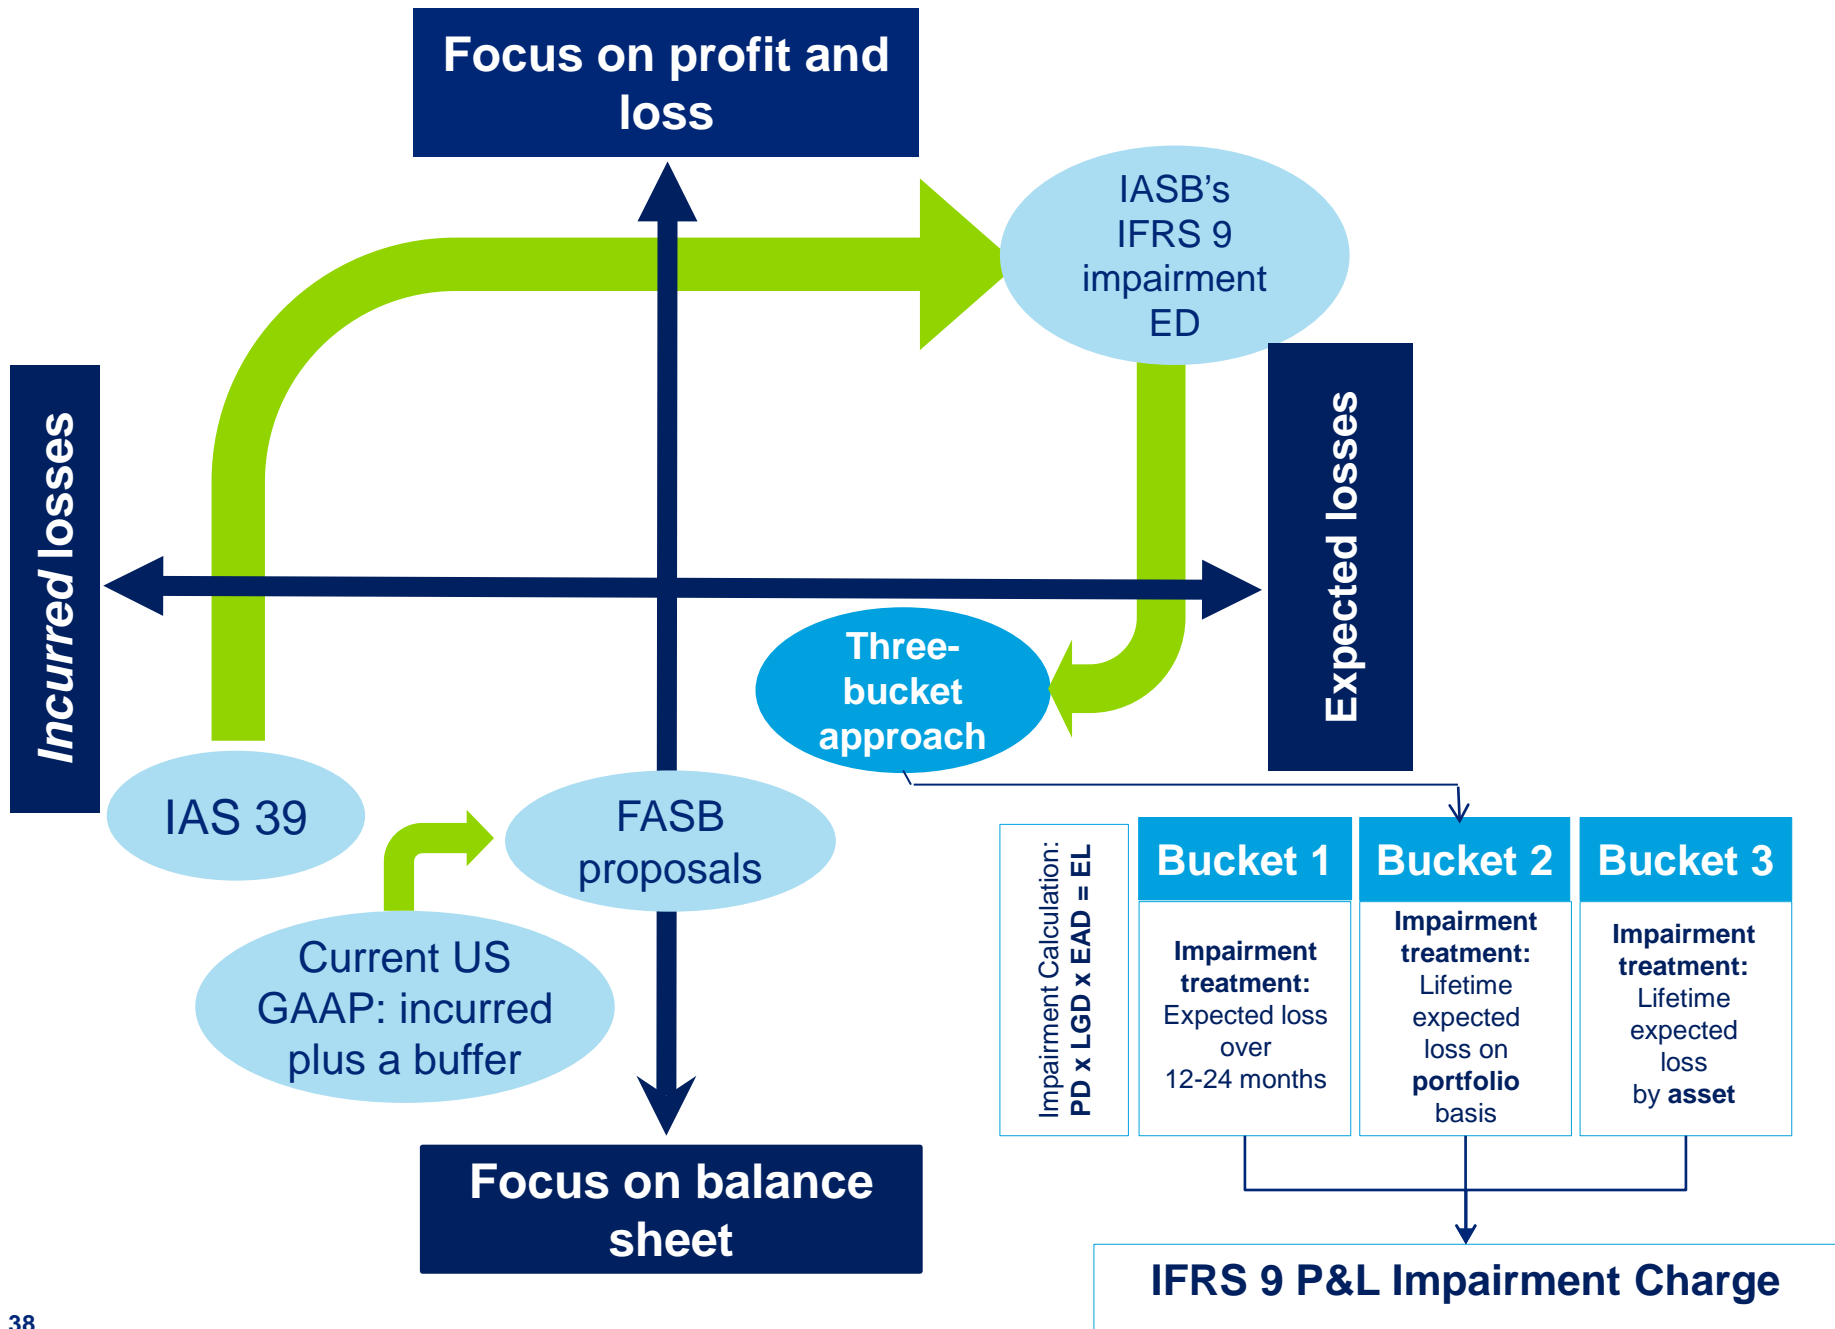 Focus on profit and
loss
IASB’s
IFRS 9
impairment
ED
Incurred losses
Expected losses
Three-
bucket
approach
IAS 39
FASB
proposals
Current US
GAAP: incurred
plus a buffer
Focus on balance
sheet
Impairment Calculation:
PD x LGD x EAD = EL
Bucket 1
Impairment
treatment:
Expected loss
over
12-24 months
Bucket 2
Impairment
treatment:
Lifetime
expected
loss on
portfolio
basis
Bucket 3
Impairment
treatment:
Lifetime
expected
loss
by asset
IFRS 9 P&L Impairment Charge
38